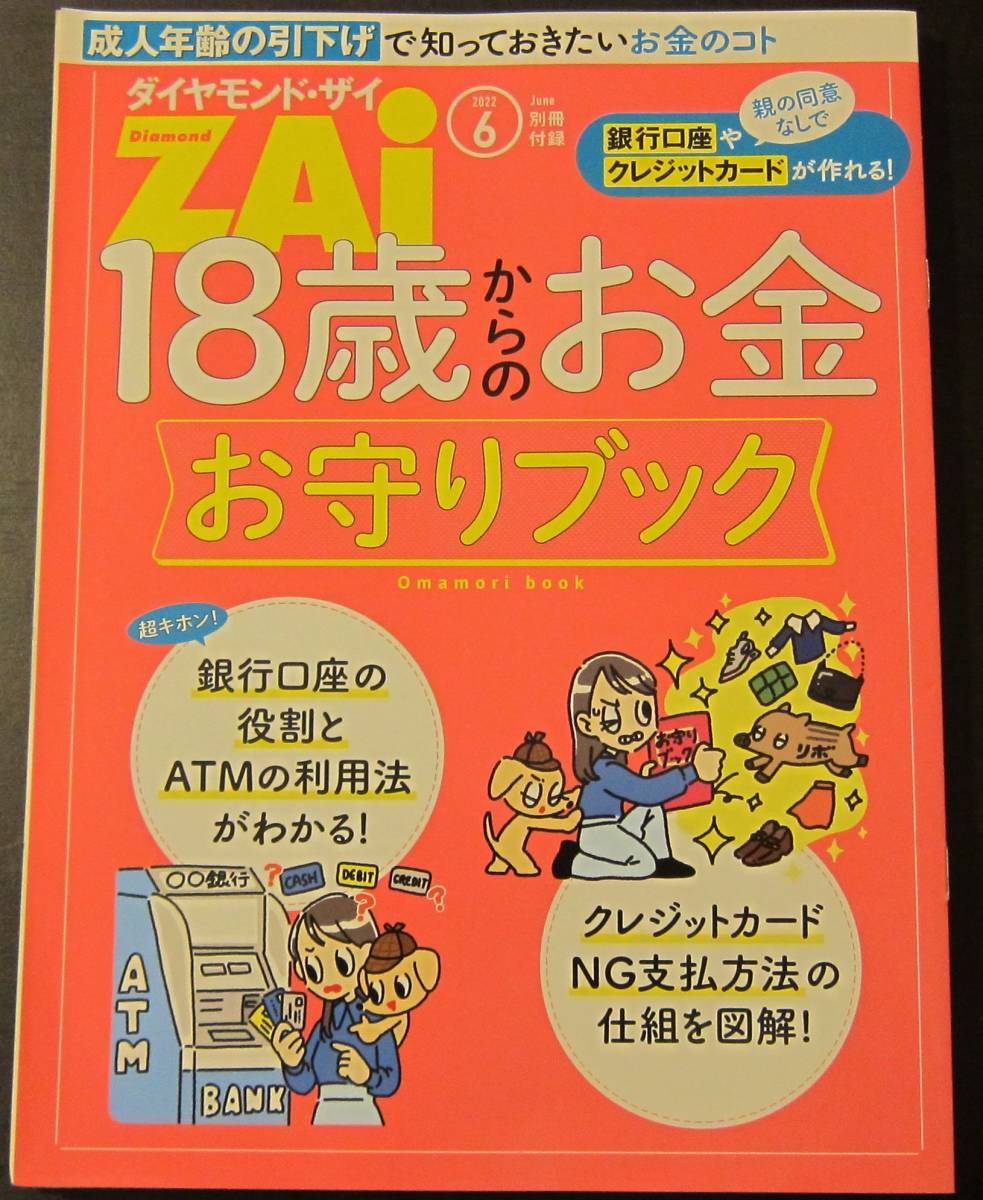 成人年齢の引下げで知っておきたいお金のコト
ダイヤモンド・ザイ
Diamond
ZAi
2022
6
June
別冊
付録
親の同意
なしで
銀行口座や
クレジットカードが作れる!
18歳からのお金
お守りブック
Omamori book
超キホン!
銀行口座の
役割と
ATMの利用法
がわかる!
お守り
ブック
リボ
〇〇銀行
?
CASH
DEBIT
CREDIT
?
?
ATM
BANK
クレジットカード
NG支払方法の
仕組を図解!